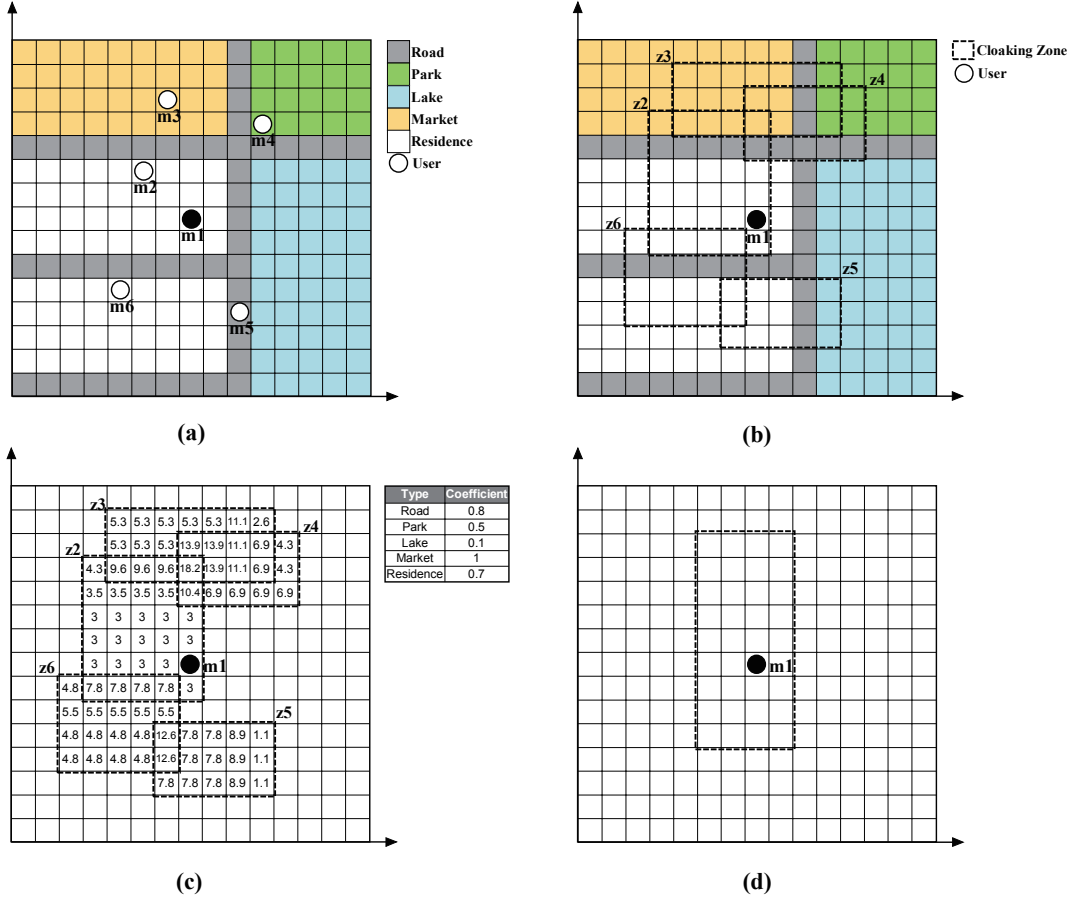 Road
Park
Lake
Market
Residence
User
m3
m4
m2
m1
m6
m5
(a)
Cloaking Zone
User
z3
z4
z2
m1
z6
z5
(b)
Type Coefficient
Road 0.8
Park 0.5
Lake 0.1
Market 1
Residence 0.7
z3
5.3 5.3 5.3 5.3 5.3 11.1 2.6
z4
5.3 5.3 5.3 13.9 13.9 11.1 6.9 4.3
z2
4.3 9.6 9.6 9.6 18.2 13.9 11.1 6.9 4.3
3.5 3.5 3.5 3.5 10.4 6.9 6.9 6.9 6.9
3 3 3 3 3
3 3 3 3 3
3 3 3 3 m1
z6
4.8 7.8 7.8 7.8 7.8 3
5.5 5.5 5.5 5.5 5.5
z5
4.8 4.8 4.8 4.8 12.6 7.8 7.8 8.9 1.1
4.8 4.8 4.8 4.8 12.6 7.8 7.8 8.9 1.1
7.8 7.8 7.8 8.9 1.1
(c)
m1
(d)